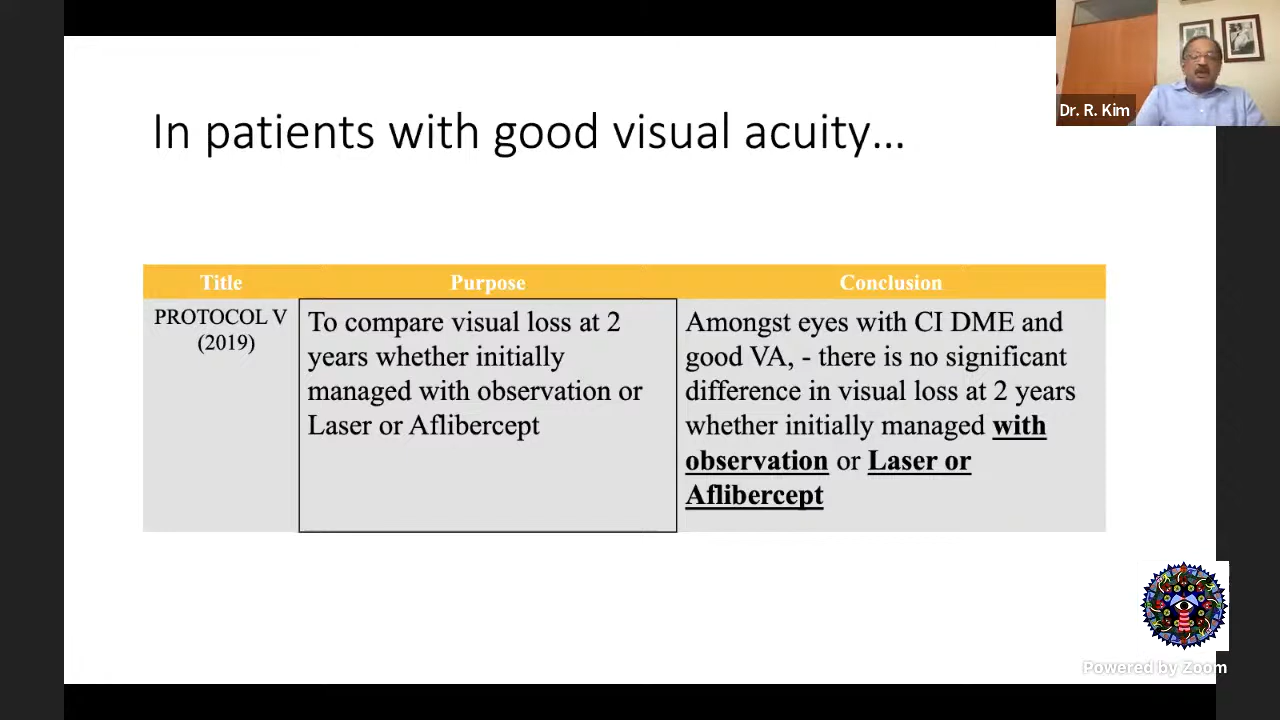 Dr. R. Kim
In patients with good visual acuity...
Title
Purpose
Conclusion
PROTOCOL V
(2019)
To compare visual loss at 2
years whether initially
managed with observation or
Laser or Aflibercept
Amongst eyes with CI DME and
good VA, - there is no significant
difference in visual loss at 2 years
whether initially managed with
observation or Laser or
Aflibercept
Powered by Zoom